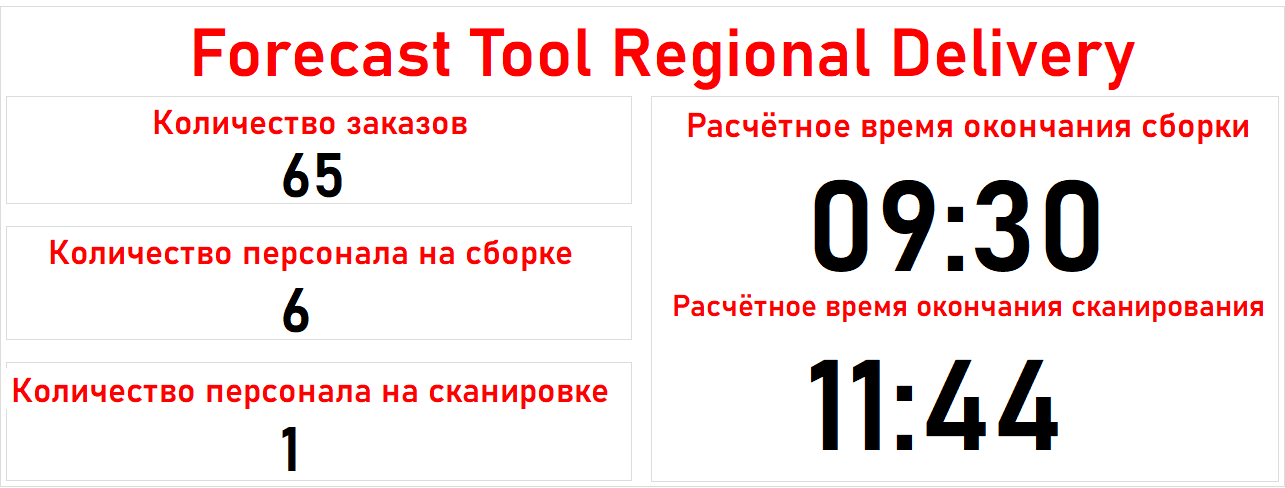 Forecast Tool Regional Delivery
Количество заказов
65
Количество персонала на сборке
6
Количество персонала на сканировке
1
Расчётное время окончания сборки
09:30
Расчётное время окончания сканирования
11:44